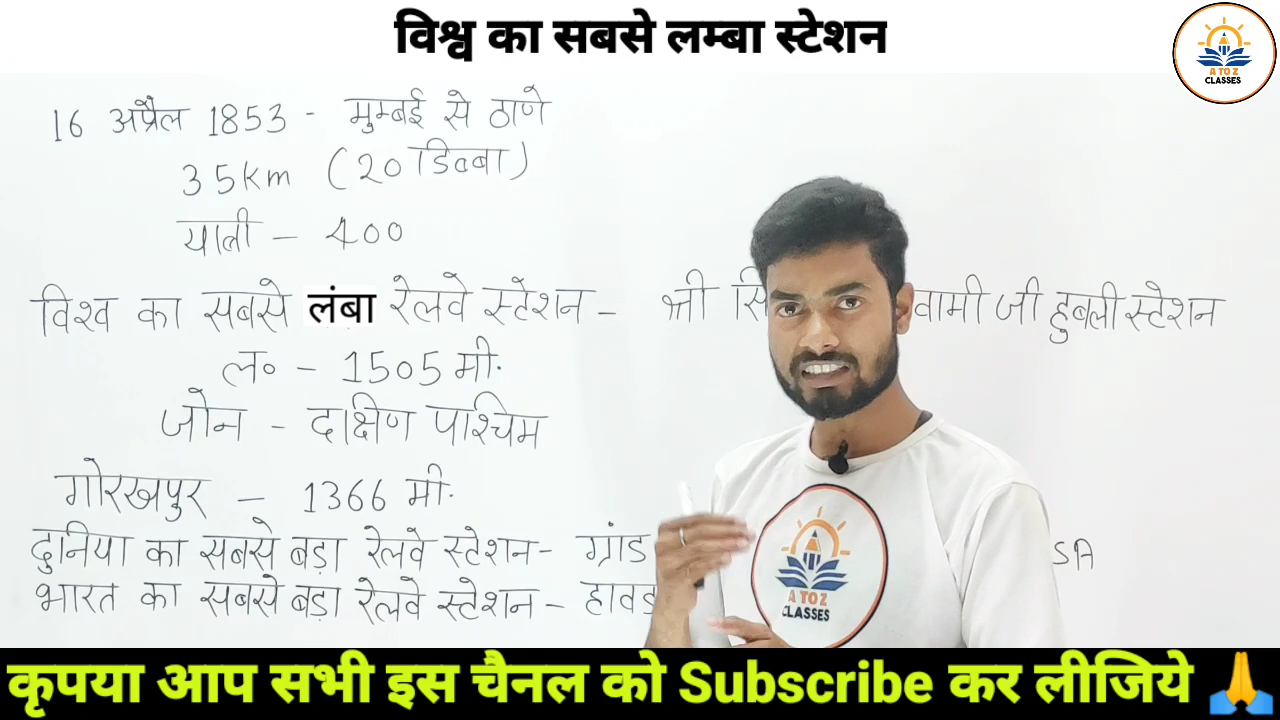 विश्व का सबसे लम्बा स्टेशन
A TO Z
CLASSES
16 अप्रैल 1853 - मुम्बई से ठाणे
35km (20 डिब्बा)
यात्री - 400
विश्व का सबसे लंबा रेलवे स्टेशन - श्री सि वामी जी हुबली स्टेशन
ल० - 1505 मी.
जोन - दक्षिण पश्चिम
गोरखपुर - 1366 मी.
दुनिया का सबसे बड़ा रेलवे स्टेशन - ग्रांड SA
भारत का सबसे बड़ा रेलवे स्टेशन - हावड़
A TO Z
CLASSES
कृपया आप सभी इस चैनल को Subscribe कर लीजिये 🙏